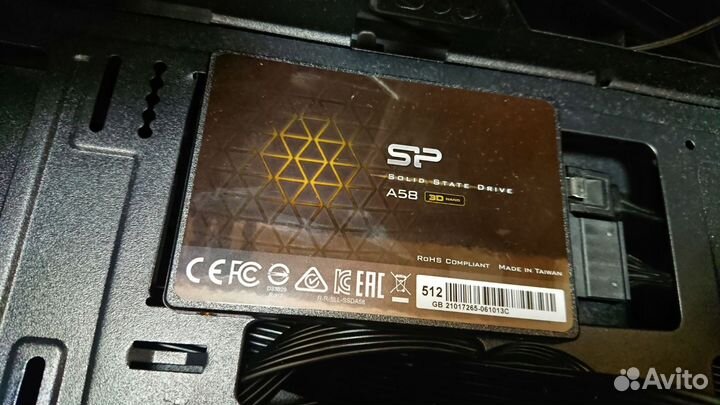 SP
SOLID STATE DRIVE
A58 3D NAND
RoHS COMPLIANT MADE IN TAIWAN
CE FC EAC
D33B29
R-R-SLL-SSDA58
512
GB 21017265-061013C
Avito